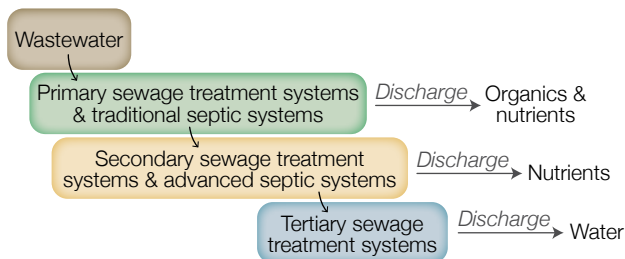 Wastewater
Primary sewage treatment systems
& traditional septic systems
Discharge
Organics &
nutrients
Secondary sewage treatment
systems & advanced septic systems
Discharge
Nutrients
Tertiary sewage
treatment systems
Discharge
Water